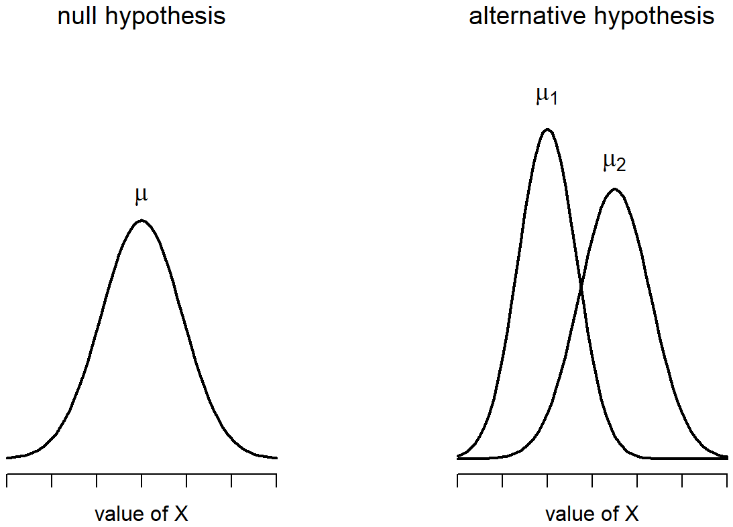 null hypothesis
μ
value of X
alternative hypothesis
μ1
μ2
value of X